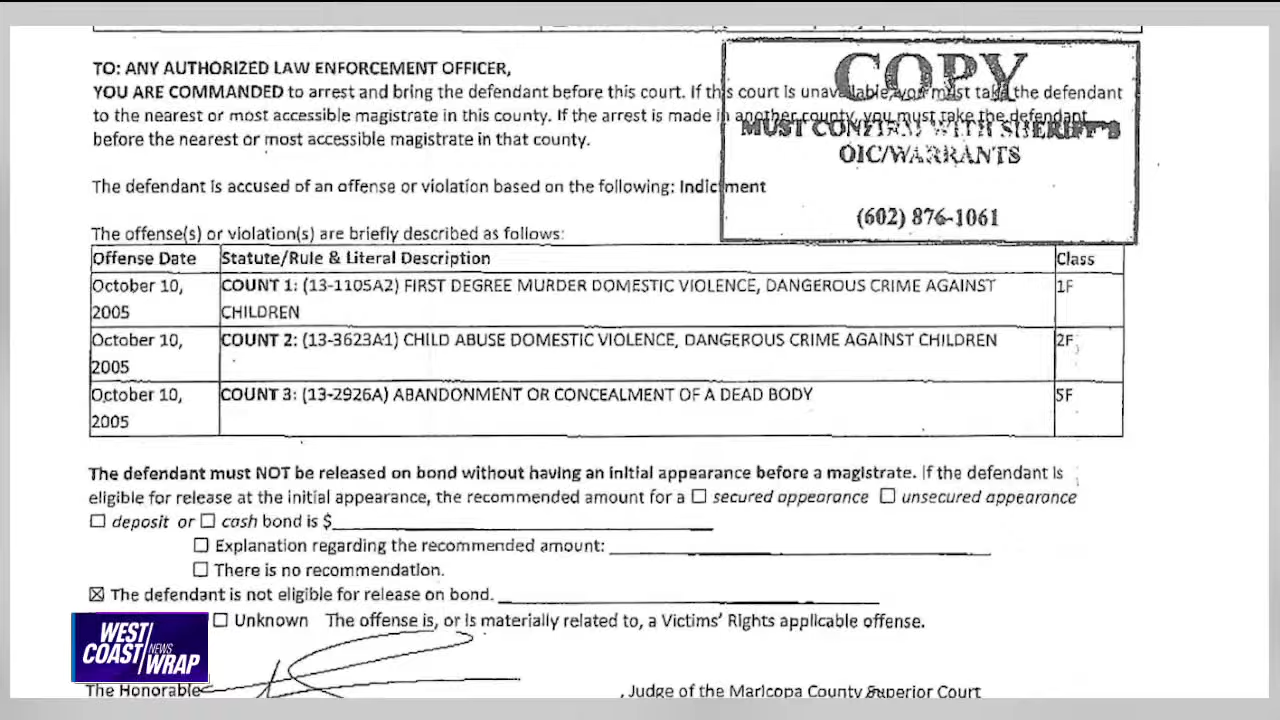 TO: ANY AUTHORIZED LAW ENFORCEMENT OFFICER,
YOU ARE COMMANDED to arrest and bring the defendant before this court. If this court is unavailable, you must take the defendant
to the nearest or most accessible magistrate in this county. If the arrest is made in another county, you must take the defendant
before the nearest or most accessible magistrate in that county.
COPY
MUST CONFIRM WITH SHERIFF'S
OIC/WARRANTS
(602) 876-1061
The defendant is accused of an offense or violation based on the following: Indictment
The offense(s) or violation(s) are briefly described as follows:
Offense Date Statute/Rule & Literal Description Class
October 10, COUNT 1: (13-1105A2) FIRST DEGREE MURDER DOMESTIC VIOLENCE, DANGEROUS CRIME AGAINST 1F
2005 CHILDREN
October 10, COUNT 2: (13-3623A1) CHILD ABUSE DOMESTIC VIOLENCE, DANGEROUS CRIME AGAINST CHILDREN 2F
2005
October 10, COUNT 3: (13-2926A) ABANDONMENT OR CONCEALMENT OF A DEAD BODY 5F
2005
The defendant must NOT be released on bond without having an initial appearance before a magistrate. If the defendant is
eligible for release at the initial appearance, the recommended amount for a ☐ secured appearance ☐ unsecured appearance
☐ deposit or ☐ cash bond is $
☐ Explanation regarding the recommended amount:
☐ There is no recommendation.
☒ The defendant is not eligible for release on bond.
☐ Unknown The offense is, or is materially related to, a Victims' Rights applicable offense.
The Honorable , Judge of the Maricopa County Superior Court
WEST
COAST NEWS
WRAP